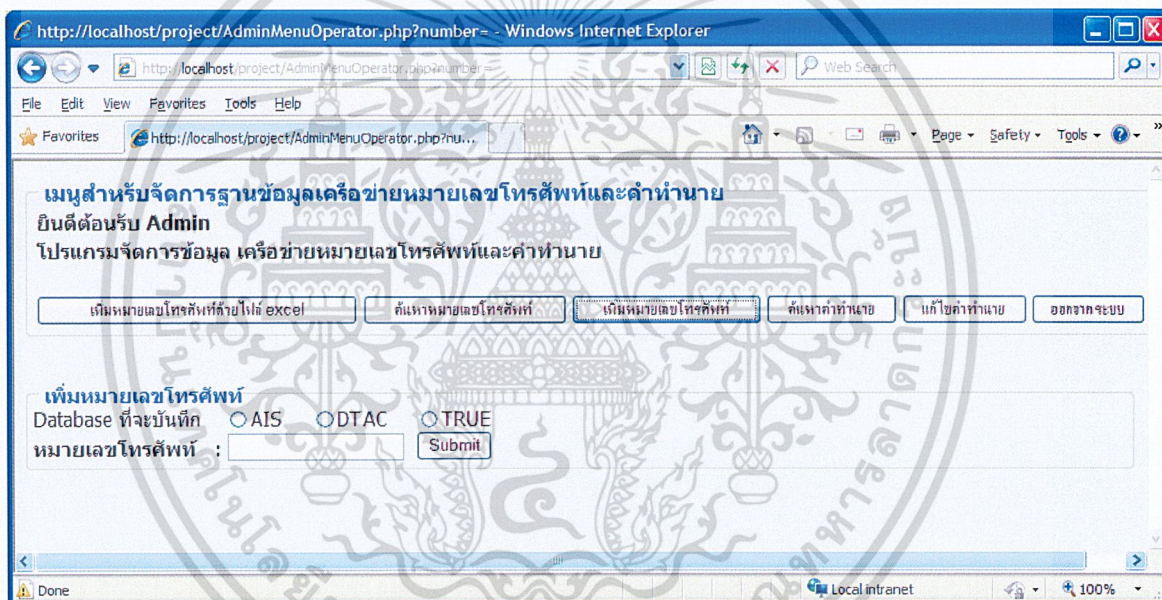 http://localhost/project/AdminMenuOperator.php?number= - Windows Internet Explorer
http://localhost/project/AdminMenuOperator.php?number= Web Search
File Edit View Favorites Tools Help
Favorites http://localhost/project/AdminMenuOperator.php?nu... Page Safety Tools
เมนูสำหรับจัดการฐานข้อมูลเครือข่ายหมายเลขโทรศัพท์และคำทำนาย
ยินดีต้อนรับ Admin
โปรแกรมจัดการข้อมูล เครือข่ายหมายเลขโทรศัพท์และคำทำนาย
เพิ่มหมายเลขโทรศัพท์ด้วยไฟล์ excel ค้นหาหมายเลขโทรศัพท์ เพิ่มหมายเลขโทรศัพท์ ค้นหาคำทำนาย แก้ไขคำทำนาย ออกจากระบบ
เพิ่มหมายเลขโทรศัพท์
Database ที่จะบันทึก AIS DTAC TRUE
หมายเลขโทรศัพท์ : Submit
Done Local intranet 100%